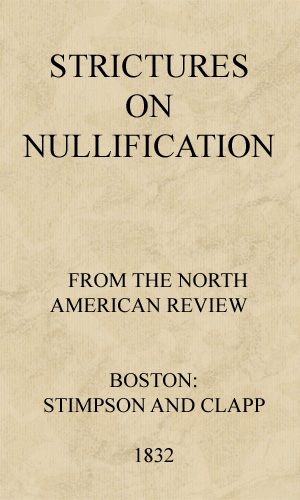 STRICTURES
ON
NULLIFICATION
FROM THE NORTH
AMERICAN REVIEW
BOSTON:
STIMPSON AND CLAPP
1832